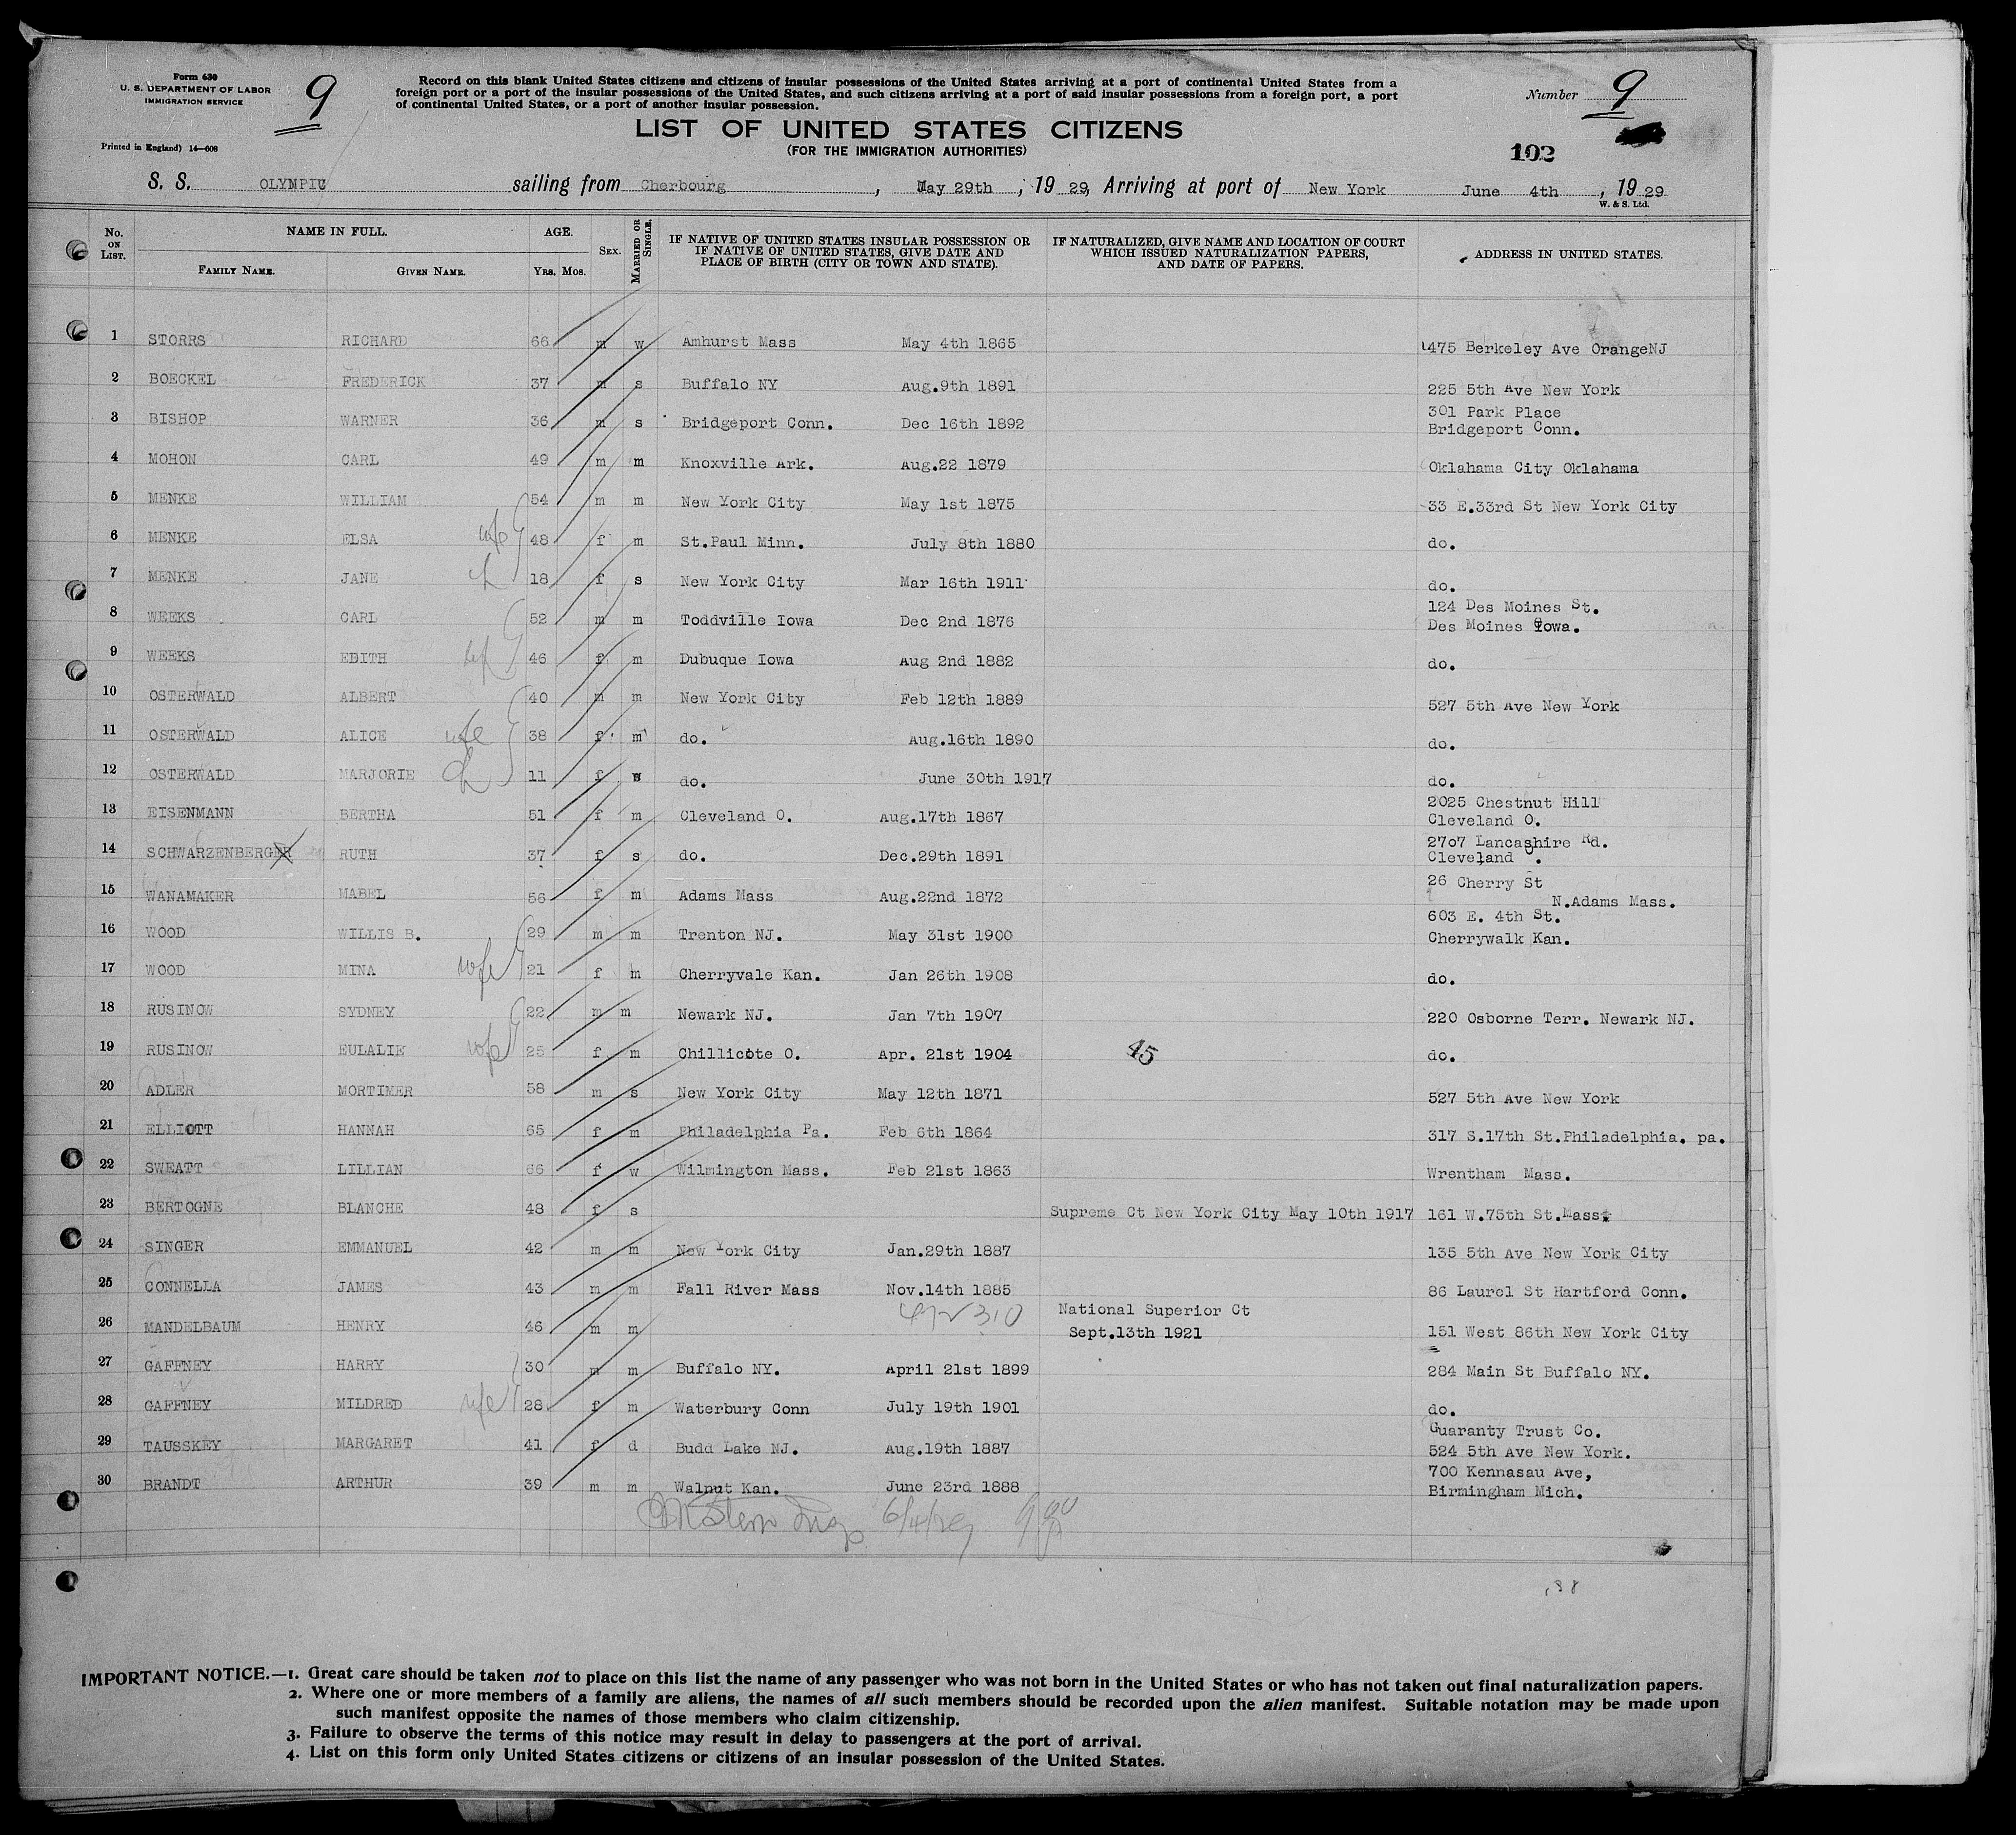 Form 630
U. S. DEPARTMENT OF LABOR
IMMIGRATION SERVICE
9
Printed in England) 14—608
Record on this blank United States citizens and citizens of insular possessions of the United States arriving at a port of continental United States from a
foreign port or a port of the insular possessions of the United States, and such citizens arriving at a port of said insular possessions from a foreign port, a port
of continental United States, or a port of another insular possession.
Number 9
LIST OF UNITED STATES CITIZENS
(FOR THE IMMIGRATION AUTHORITIES)
102
S. S. OLYMPIC sailing from Cherbourg, May 29th, 19 29, Arriving at port of New York June 4th, 19 29
W. & S. Ltd.
No. ON LIST. NAME IN FULL. FAMILY NAME. GIVEN NAME. AGE. Yrs. Mos. SEX. MARRIED OR SINGLE. IF NATIVE OF UNITED STATES INSULAR POSSESSION OR IF NATIVE OF UNITED STATES, GIVE DATE AND PLACE OF BIRTH (CITY OR TOWN AND STATE). IF NATURALIZED, GIVE NAME AND LOCATION OF COURT WHICH ISSUED NATURALIZATION PAPERS, AND DATE OF PAPERS. ADDRESS IN UNITED STATES.
1 STORRS RICHARD 66 m w Amhurst Mass May 4th 1865 475 Berkeley Ave OrangeNJ
2 BOECKEL FREDERICK 37 m s Buffalo NY Aug.9th 1891 225 5th Ave New York
3 BISHOP WARNER 36 m s Bridgeport Conn. Dec 16th 1892 301 Park Place Bridgeport Conn.
4 MOHON CARL 49 m m Knoxville Ark. Aug.22 1879 Oklahoma City Oklahoma
5 MENKE WILLIAM 54 m m New York City May 1st 1875 33 E.33rd St New York City
6 MENKE ELSA wife 48 f m St.Paul Minn. July 8th 1880 do.
7 MENKE JANE 18 f s New York City Mar 16th 1911 do.
8 WEEKS CARL 52 m m Toddville Iowa Dec 2nd 1876 124 Des Moines St. Des Moines Iowa.
9 WEEKS EDITH 46 f m Dubuque Iowa Aug 2nd 1882 do.
10 OSTERWALD ALBERT 40 m m New York City Feb 12th 1889 527 5th Ave New York
11 OSTERWALD ALICE wife 38 f m do. Aug.16th 1890 do.
12 OSTERWALD MARJORIE 11 f s do. June 30th 1917 do.
13 EISENMANN BERTHA 51 f m Cleveland O. Aug.17th 1867 2025 Chestnut Hill Cleveland O.
14 SCHWARZENBERGER RUTH 37 f s do. Dec.29th 1891 2707 Lancashire Rd. Cleveland O.
15 WANAMAKER MABEL 56 f m Adams Mass Aug.22nd 1872 26 Cherry St N.Adams Mass.
16 WOOD WILLIS B. 29 m m Trenton NJ. May 31st 1900 603 E. 4th St. Cherrywalk Kan.
17 WOOD MINA wife 21 f m Cherryvale Kan. Jan 26th 1908 do.
18 RUSINOW SYDNEY 22 m m Newark NJ. Jan 7th 1907 220 Osborne Terr. Newark NJ.
19 RUSINOW EULALIE wife 25 f m Chillicote O. Apr. 21st 1904 45 do.
20 ADLER MORTIMER 58 m s New York City May 12th 1871 527 5th Ave New York
21 ELLIOTT HANNAH 65 f m Philadelphia Pa. Feb 6th 1864 317 S.17th St.Philadelphia. pa.
22 SWEATT LILLIAN 66 f w Wilmington Mass. Feb 21st 1863 Wrentham Mass.
23 BERTOGNE BLANCHE 48 f s Supreme Ct New York City May 10th 1917 161 W.75th St.Mass.
24 SINGER EMMANUEL 42 m m New York City Jan.29th 1887 135 5th Ave New York City
25 CONNELLA JAMES 43 m m Fall River Mass Nov.14th 1885 86 Laurel St Hartford Conn.
26 MANDELBAUM HENRY 46 m m National Superior Ct Sept.13th 1921 151 West 86th New York City
27 GAFFNEY HARRY 30 m m Buffalo NY. April 21st 1899 284 Main St Buffalo NY.
28 GAFFNEY MILDRED wife 28 f m Waterbury Conn July 19th 1901 do.
29 TAUSSKEY MARGARET 41 f d Budd Lake NJ. Aug.19th 1887 Guaranty Trust Co. 524 5th Ave New York.
30 BRANDT ARTHUR 39 m m Walnut Kan. June 23rd 1888 700 Kennasau Ave, Birmingham Mich.
6/4/29
IMPORTANT NOTICE.—1. Great care should be taken not to place on this list the name of any passenger who was not born in the United States or who has not taken out final naturalization papers.
2. Where one or more members of a family are aliens, the names of all such members should be recorded upon the alien manifest. Suitable notation may be made upon
such manifest opposite the names of those members who claim citizenship.
3. Failure to observe the terms of this notice may result in delay to passengers at the port of arrival.
4. List on this form only United States citizens or citizens of an insular possession of the United States.